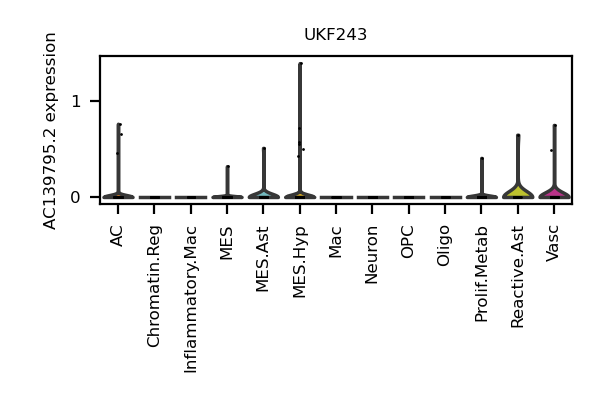 UKF243
AC139795.2 expression
1
0
AC
Chromatin.Reg
Inflammatory.Mac
MES
MES.Ast
MES.Hyp
Mac
Neuron
OPC
Oligo
Prolif.Metab
Reactive.Ast
Vasc